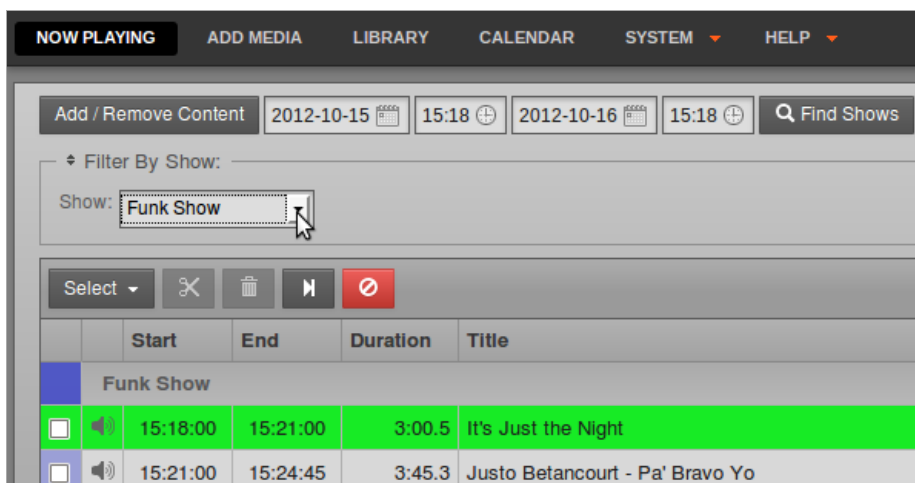 NOW PLAYING ADD MEDIA LIBRARY CALENDAR SYSTEM HELP
Add / Remove Content 2012-10-15 15:18 2012-10-16 15:18 Find Shows
Filter By Show:
Show: Funk Show
Select
Start End Duration Title
Funk Show
15:18:00 15:21:00 3:00.5 It's Just the Night
15:21:00 15:24:45 3:45.3 Justo Betancourt - Pa' Bravo Yo